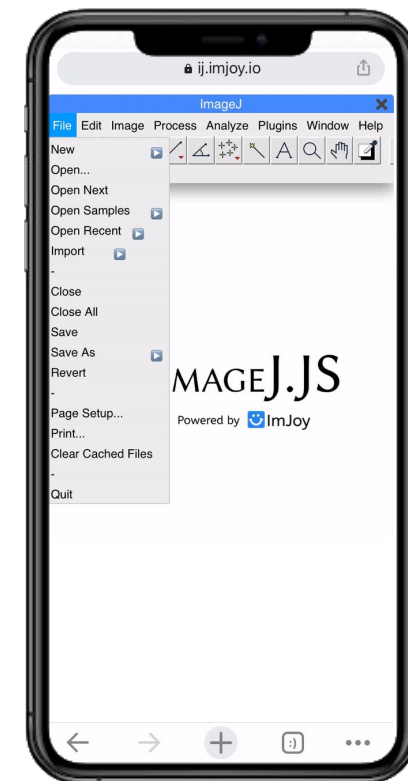 ij.imjoy.io
ImageJ
File Edit Image Process Analyze Plugins Window Help
New
Open...
Open Next
Open Samples
Open Recent
Import
-
Close
Close All
Save
Save As
Revert
-
Page Setup...
Print...
Clear Cached Files
-
Quit
MAGEJ.JS
Powered by ImJoy
:)